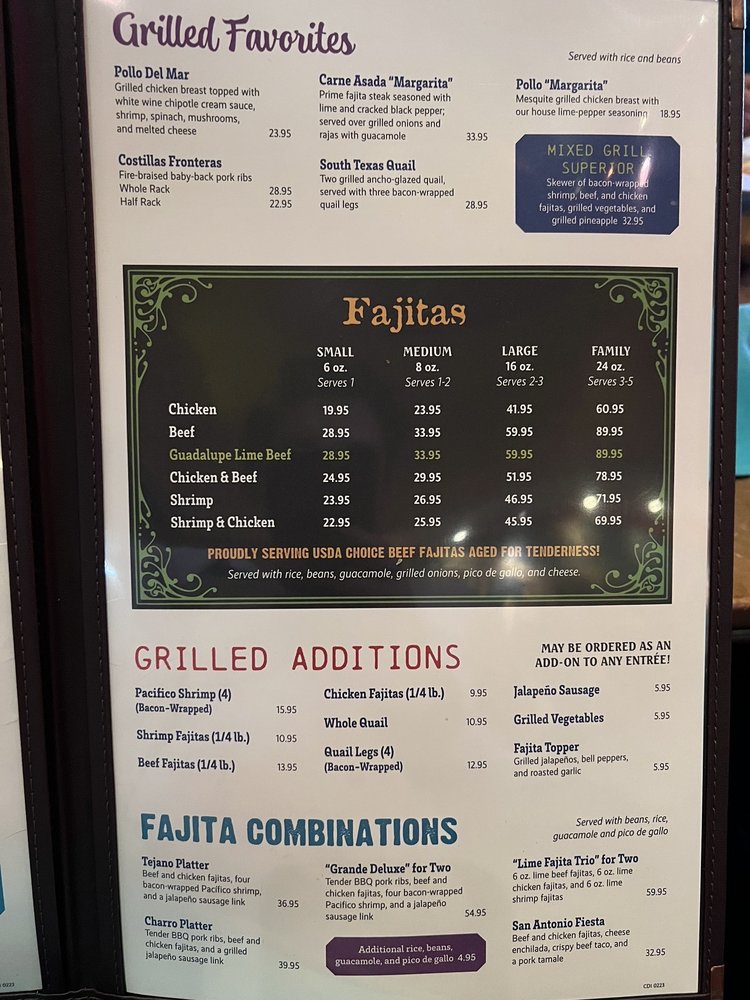 Grilled Favorites
Served with rice and beans
Pollo Del Mar
Grilled chicken breast topped with
white wine chipotle cream sauce,
shrimp, spinach, mushrooms,
and melted cheese 23.95
Costillas Fronteras
Fire-braised baby-back pork ribs
Whole Rack 28.95
Half Rack 22.95
Carne Asada "Margarita"
Prime fajita steak seasoned with
lime and cracked black pepper;
served over grilled onions and
rajas with guacamole 33.95
South Texas Quail
Two grilled ancho-glazed quail,
served with three bacon-wrapped
quail legs 28.95
Pollo "Margarita"
Mesquite grilled chicken breast with
our house lime-pepper seasoning 18.95
MIXED GRILL
SUPERIOR
Skewer of bacon-wrapped
shrimp, beef, and chicken
fajitas, grilled vegetables, and
grilled pineapple 32.95
Fajitas
SMALL MEDIUM LARGE FAMILY
6 oz. 8 oz. 16 oz. 24 oz.
Serves 1 Serves 1-2 Serves 2-3 Serves 3-5
Chicken 19.95 23.95 41.95 60.95
Beef 28.95 33.95 59.95 89.95
Guadalupe Lime Beef 28.95 33.95 59.95 89.95
Chicken & Beef 24.95 29.95 51.95 78.95
Shrimp 23.95 26.95 46.95 71.95
Shrimp & Chicken 22.95 25.95 45.95 69.95
PROUDLY SERVING USDA CHOICE BEEF FAJITAS AGED FOR TENDERNESS!
Served with rice, beans, guacamole, grilled onions, pico de gallo, and cheese.
GRILLED ADDITIONS
MAY BE ORDERED AS AN
ADD-ON TO ANY ENTRÉE!
Pacifico Shrimp (4)
(Bacon-Wrapped) 15.95
Shrimp Fajitas (1/4 lb.) 10.95
Beef Fajitas (1/4 lb.) 13.95
Chicken Fajitas (1/4 lb.) 9.95
Whole Quail 10.95
Quail Legs (4)
(Bacon-Wrapped) 12.95
Jalapeño Sausage 5.95
Grilled Vegetables 5.95
Fajita Topper
Grilled jalapeños, bell peppers,
and roasted garlic 5.95
FAJITA COMBINATIONS
Served with beans, rice,
guacamole and pico de gallo
Tejano Platter
Beef and chicken fajitas, four
bacon-wrapped Pacífico shrimp,
and a jalapeño sausage link 36.95
Charro Platter
Tender BBQ pork ribs, beef and
chicken fajitas, and a grilled
jalapeño sausage link 39.95
"Grande Deluxe" for Two
Tender BBQ pork ribs, beef and
chicken fajitas, four bacon-wrapped
Pacifico shrimp, and a jalapeño
sausage link 54.95
Additional rice, beans,
guacamole, and pico de gallo 4.95
"Lime Fajita Trio" for Two
6 oz. lime beef fajitas, 6 oz. lime
chicken fajitas, and 6 oz. lime
shrimp fajitas 59.95
San Antonio Fiesta
Beef and chicken fajitas, cheese
enchilada, crispy beef taco, and
a pork tamale 32.95
CDI 0223
0223